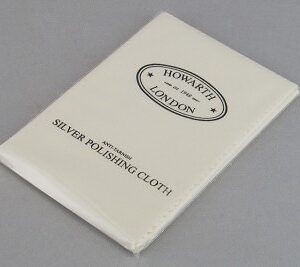 HOWARTH
est 1948
LONDON
ANTI-TARNISH
SILVER POLISHING CLOTH